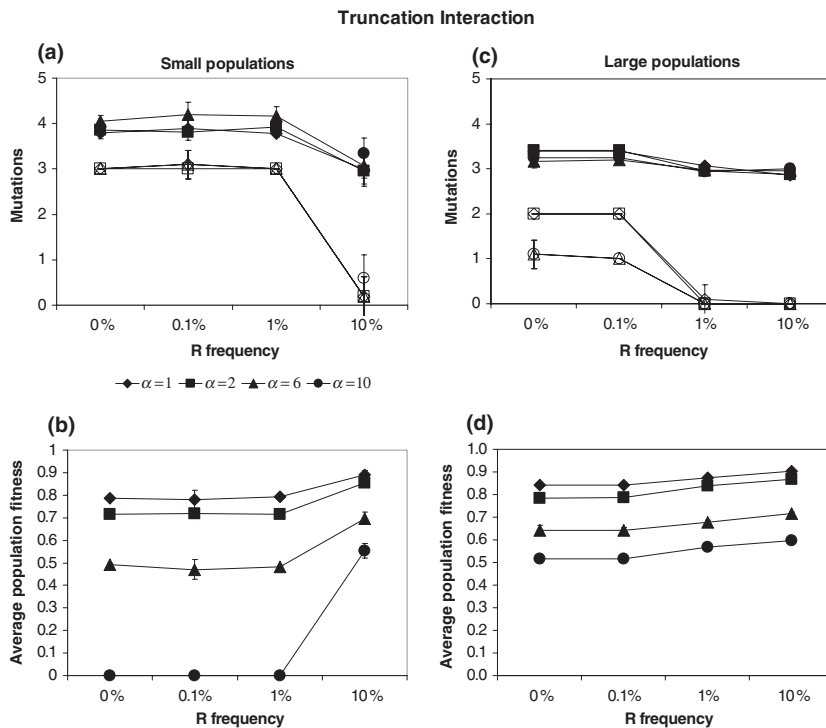 Truncation Interaction
(a)
Small populations
5
4
3
2
1
0
Mutations
0%
0.1%
1%
10%
R frequency
(c)
Large populations
5
4
3
2
1
0
Mutations
0%
0.1%
1%
10%
R frequency
α=1
α=2
α=6
α=10
(b)
1
0.9
0.8
0.7
0.6
0.5
0.4
0.3
0.2
0.1
0
Average population fitness
0%
0.1%
1%
10%
R frequency
(d)
1.0
0.9
0.8
0.7
0.6
0.5
0.4
0.3
0.2
0.1
0.0
Average population fitness
0%
0.1%
1%
10%
R frequency